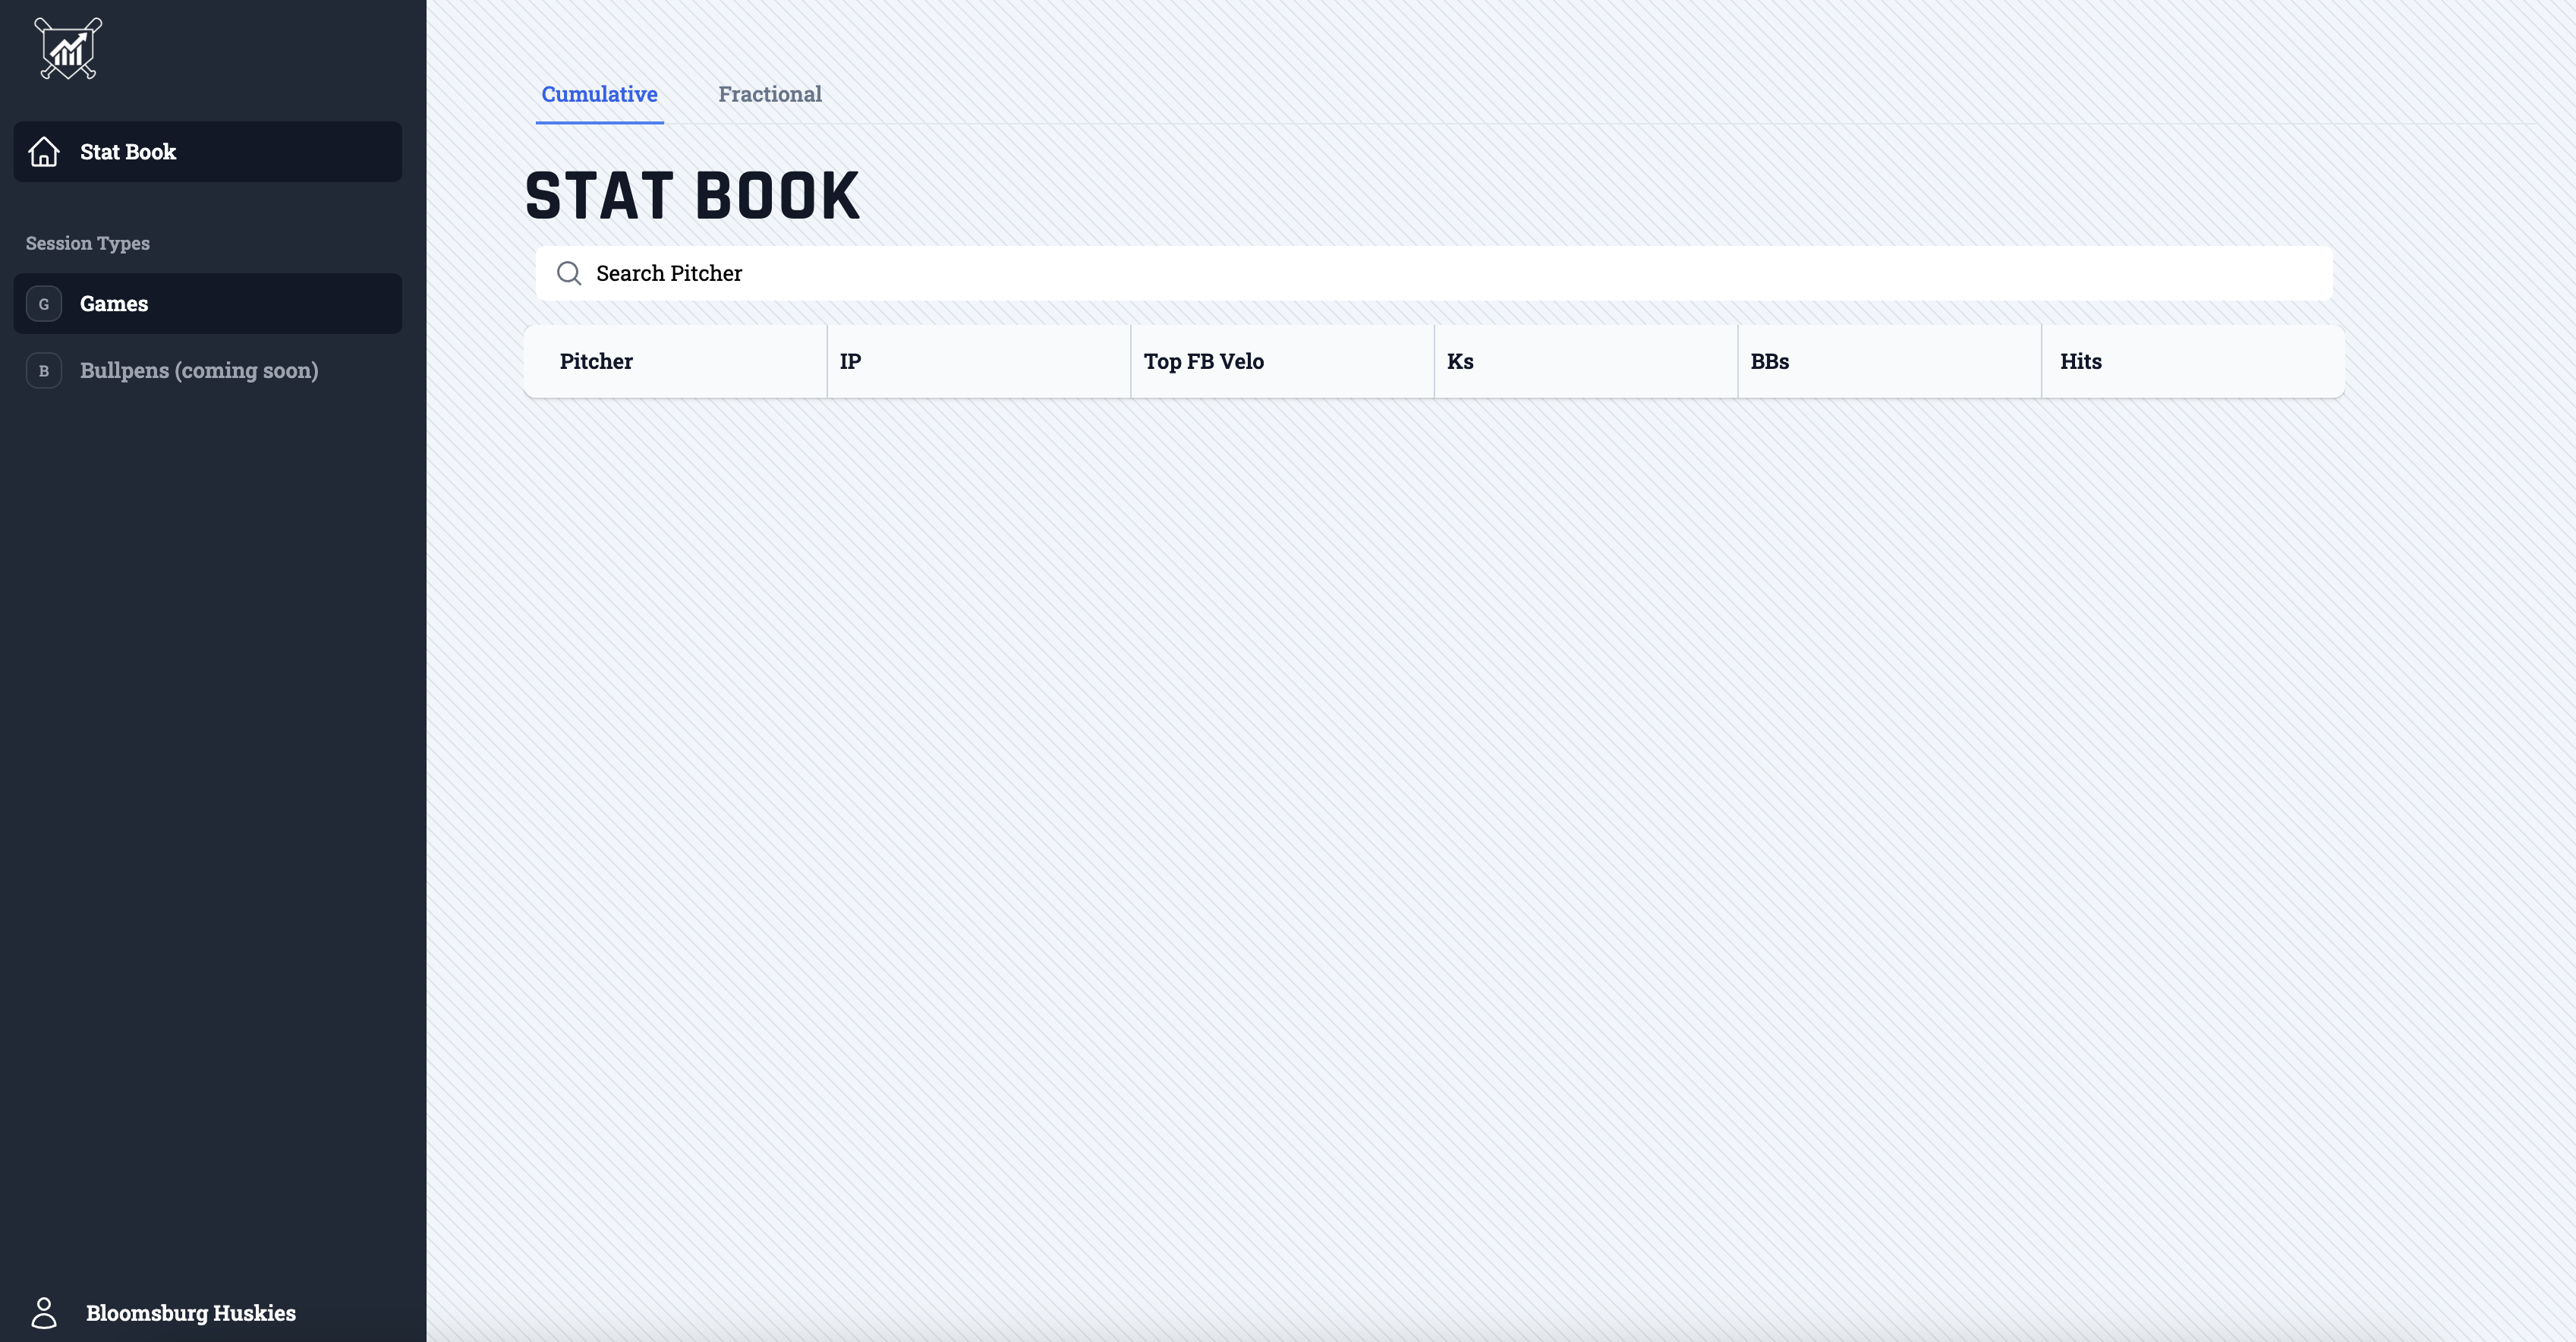 Stat Book
Session Types
G Games
B Bullpens (coming soon)
Bloomsburg Huskies
Cumulative Fractional
STAT BOOK
Search Pitcher
Pitcher IP Top FB Velo Ks BBs Hits